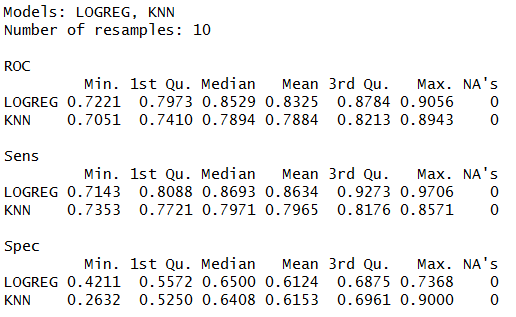 Models: LOGREG, KNN
Number of resamples: 10

ROC
         Min. 1st Qu. Median   Mean 3rd Qu.   Max. NA's
LOGREG 0.7221  0.7973 0.8529 0.8325  0.8784 0.9056    0
KNN    0.7051  0.7410 0.7894 0.7884  0.8213 0.8943    0

Sens
         Min. 1st Qu. Median   Mean 3rd Qu.   Max. NA's
LOGREG 0.7143  0.8088 0.8693 0.8634  0.9273 0.9706    0
KNN    0.7353  0.7721 0.7971 0.7965  0.8176 0.8571    0

Spec
         Min. 1st Qu. Median   Mean 3rd Qu.   Max. NA's
LOGREG 0.4211  0.5572 0.6500 0.6124  0.6875 0.7368    0
KNN    0.2632  0.5250 0.6408 0.6153  0.6961 0.9000    0